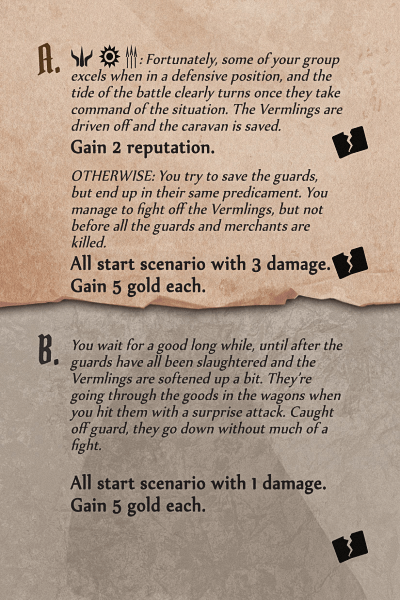 A. : Fortunately, some of your group
excels when in a defensive position, and the
tide of the battle clearly turns once they take
command of the situation. The Vermlings are
driven off and the caravan is saved.
Gain 2 reputation.
OTHERWISE: You try to save the guards,
but end up in their same predicament. You
manage to fight off the Vermlings, but not
before all the guards and merchants are
killed.
All start scenario with 3 damage.
Gain 5 gold each.
B. You wait for a good long while, until after the
guards have all been slaughtered and the
Vermlings are softened up a bit. They're
going through the goods in the wagons when
you hit them with a surprise attack. Caught
off guard, they go down without much of a
fight.
All start scenario with 1 damage.
Gain 5 gold each.